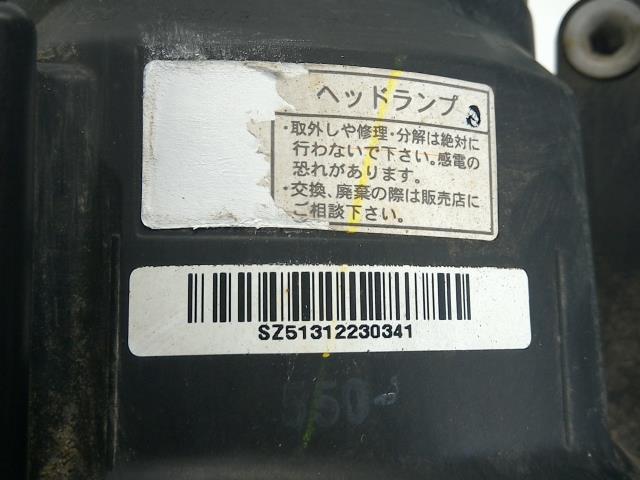 ヘッドランプ
・取外しや修理・分解は絶対に
行わないで下さい。感電の
恐れがあります。
・交換、廃棄の際は販売店に
ご相談下さい。
SZ51312230341
550-